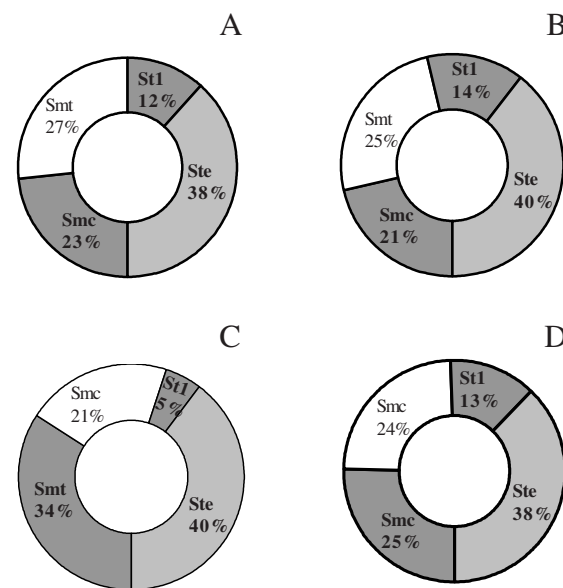 A
St1
12%
Smt
27%
Ste
38%
Smc
23%
B
St1
14%
Smt
25%
Ste
40%
Smc
21%
C
St1
5%
Smc
21%
Smt
34%
Ste
40%
D
St1
13%
Smc
24%
Ste
38%
Smc
25%